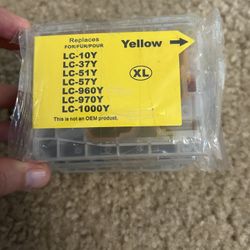 Replaces
FOR/FÜR/POUR
Yellow
LC-10Y
LC-37Y
LC-51Y
LC-57Y
LC-960Y
LC-970Y
LC-1000Y
XL
This is not an OEM product.